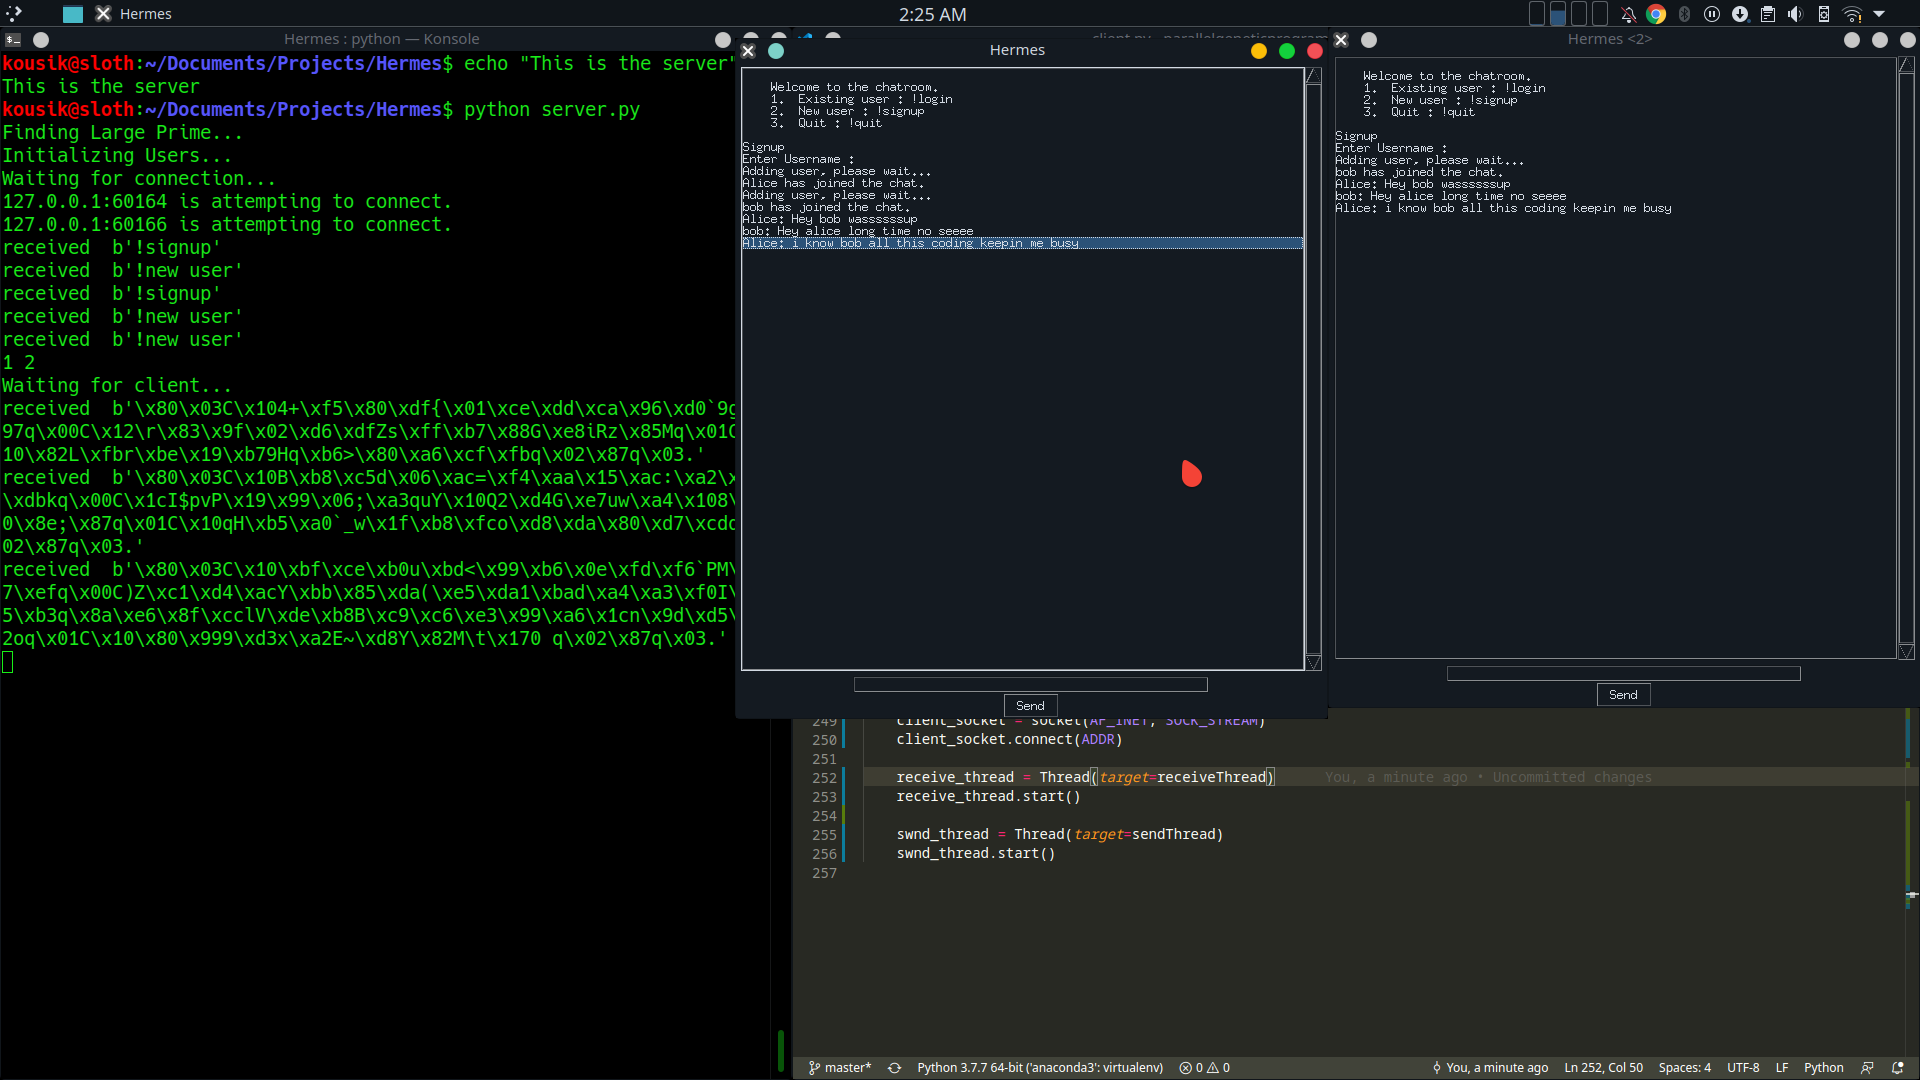 Hermes
2:25 AM
Hermes : python — Konsole
kousik@sloth:~/Documents/Projects/Hermes$ echo "This is the server"
This is the server
kousik@sloth:~/Documents/Projects/Hermes$ python server.py
Finding Large Prime...
Initializing Users...
Waiting for connection...
127.0.0.1:60164 is attempting to connect.
127.0.0.1:60166 is attempting to connect.
received  b'!signup'
received  b'!new user'
received  b'!signup'
received  b'!new user'
received  b'!new user'
1 2
Waiting for client...
received  b'\x80\x03C\x104+\xf5\x80\xdf{\x01\xce\xdd\xca\x96\xd0`9g
97q\x00C\x12\r\x83\x9f\x02\xd6\xdfZs\xff\xb7\x88G\xe8iRz\x85Mq\x01C
10\x82L\xfbr\xbe\x19\xb79Hq\xb6>\x80\xa6\xcf\xfbq\x02\x87q\x03.'
received  b'\x80\x03C\x10B\xb8\xc5d\x06\xac=\xf4\xaa\x15\xac:\xa2\x
\xdbkq\x00C\x1cI$pvP\x19\x99\x06;\xa3quY\x10Q2\xd4G\xe7uw\xa4\x108\
0\x8e;\x87q\x01C\x10qH\xb5\xa0`_w\x1f\xb8\xfco\xd8\xda\x80\xd7\xcdd
02\x87q\x03.'
received  b'\x80\x03C\x10\xbf\xce\xb0u\xbd<\x99\xb6\x0e\xfd\xf6`PM\
7\xefq\x00C)Z\xc1\xd4\xacY\xbb\x85\xda(\xe5\xda1\xbad\xa4\xa3\xf0I\
5\xb3q\x8a\xe6\x8f\xcclV\xde\xb8B\xc9\xc6\xe3\x99\xa6\x1cn\x9d\xd5\
2oq\x01C\x10\x80\x999\xd3x\xa2E~\xd8Y\x82M\t\x170 q\x02\x87q\x03.'
client.py - parallelgeneticprogram
Hermes
Welcome to the chatroom.
1.  Existing user : !login
2.  New user : !signup
3.  Quit : !quit
Signup
Enter Username :
Adding user, please wait...
Alice has joined the chat.
Adding user, please wait...
bob has joined the chat.
Alice: Hey bob wassssssup
bob: Hey alice long time no seeee
Alice: i know bob all this coding keepin me busy
Send
Hermes <2>
Welcome to the chatroom.
1.  Existing user : !login
2.  New user : !signup
3.  Quit : !quit
Signup
Enter Username :
Adding user, please wait...
bob has joined the chat.
Alice: Hey bob wassssssup
bob: Hey alice long time no seeee
Alice: i know bob all this coding keepin me busy
Send
249 client_socket = socket(AF_INET, SOCK_STREAM)
250 client_socket.connect(ADDR)
251
252 receive_thread = Thread(target=receiveThread) You, a minute ago • Uncommitted changes
253 receive_thread.start()
254
255 swnd_thread = Thread(target=sendThread)
256 swnd_thread.start()
257
master* Python 3.7.7 64-bit ('anaconda3': virtualenv) 0 0 You, a minute ago Ln 252, Col 50 Spaces: 4 UTF-8 LF Python